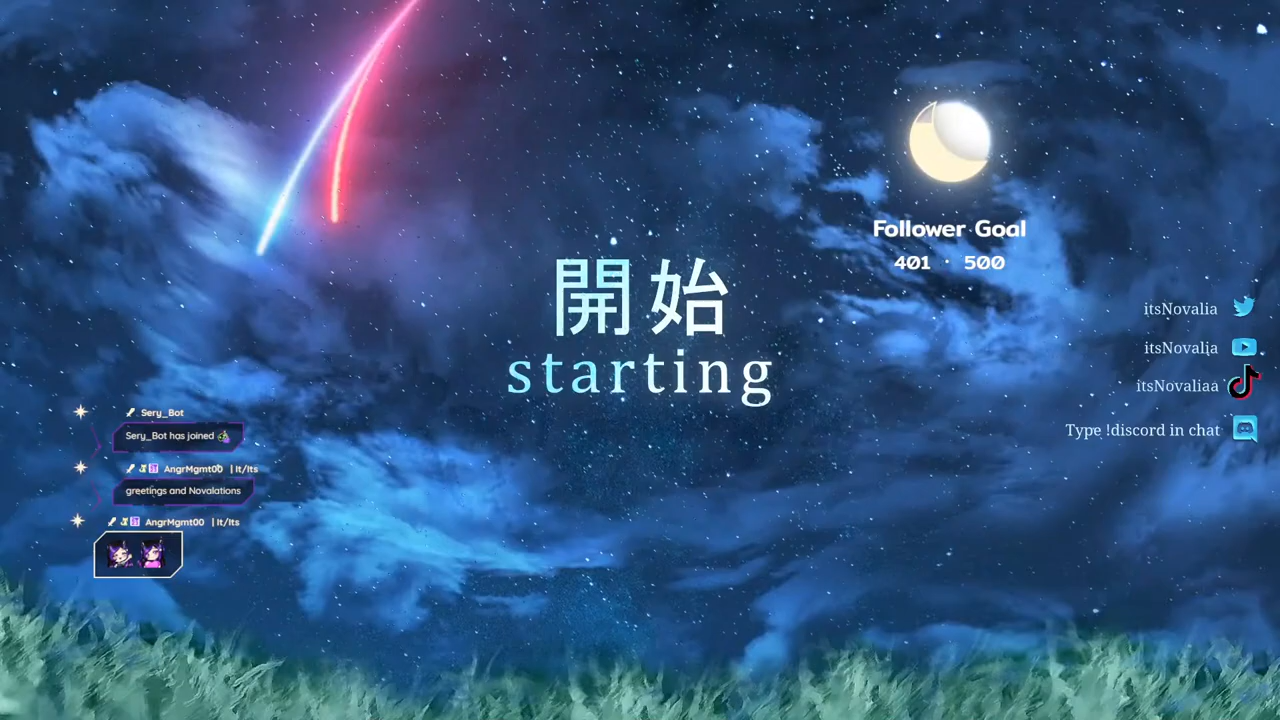 開始
starting
Follower Goal
401 · 500
itsNovalia
itsNovalia
itsNovaliaa
Type !discord in chat
Sery_Bot
Sery_Bot has joined
AngrMgmt00 | It/Its
greetings and Novalations
AngrMgmt00 | It/Its